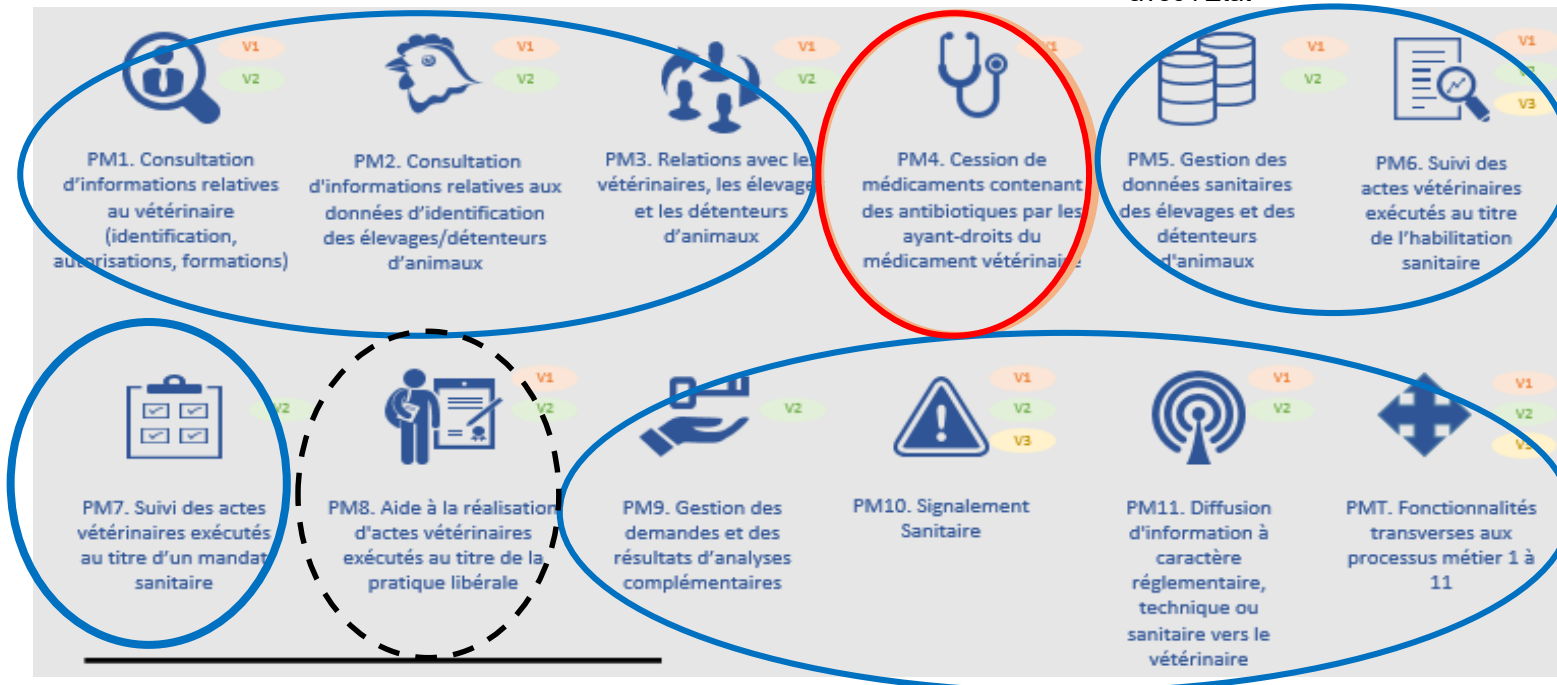 V1
V2
PM1. Consultation
d'informations relatives
au vétérinaire
(identification,
autorisations, formations)
V1
V2
PM2. Consultation
d'informations relatives aux
données d'identification
des élevages/détenteurs
d'animaux
V1
V2
PM3. Relations avec les
vétérinaires, les élevage
et les détenteurs
d'animaux
V1
PM4. Cession de
médicaments contenant
des antibiotiques par les
ayant-droits du
médicament vétérinaire
V1
V2
PM5. Gestion des
données sanitaires
des élevages et des
détenteurs
d'animaux
V1
V2
V3
PM6. Suivi des
actes vétérinaires
exécutés au titre
de l'habilitation
sanitaire
V2
PM7. Suivi des actes
vétérinaires exécutés
au titre d'un mandat
sanitaire
V1
V2
PM8. Aide à la réalisation
d'actes vétérinaires
exécutés au titre de la
pratique libérale
V2
PM9. Gestion des
demandes et des
résultats d'analyses
complémentaires
V1
V2
V3
PM10. Signalement
Sanitaire
V1
V2
PM11. Diffusion
d'information à
caractère
réglementaire,
technique ou
sanitaire vers le
vétérinaire
V1
V2
V3
PMT. Fonctionnalités
transverses aux
processus métier 1 à
11